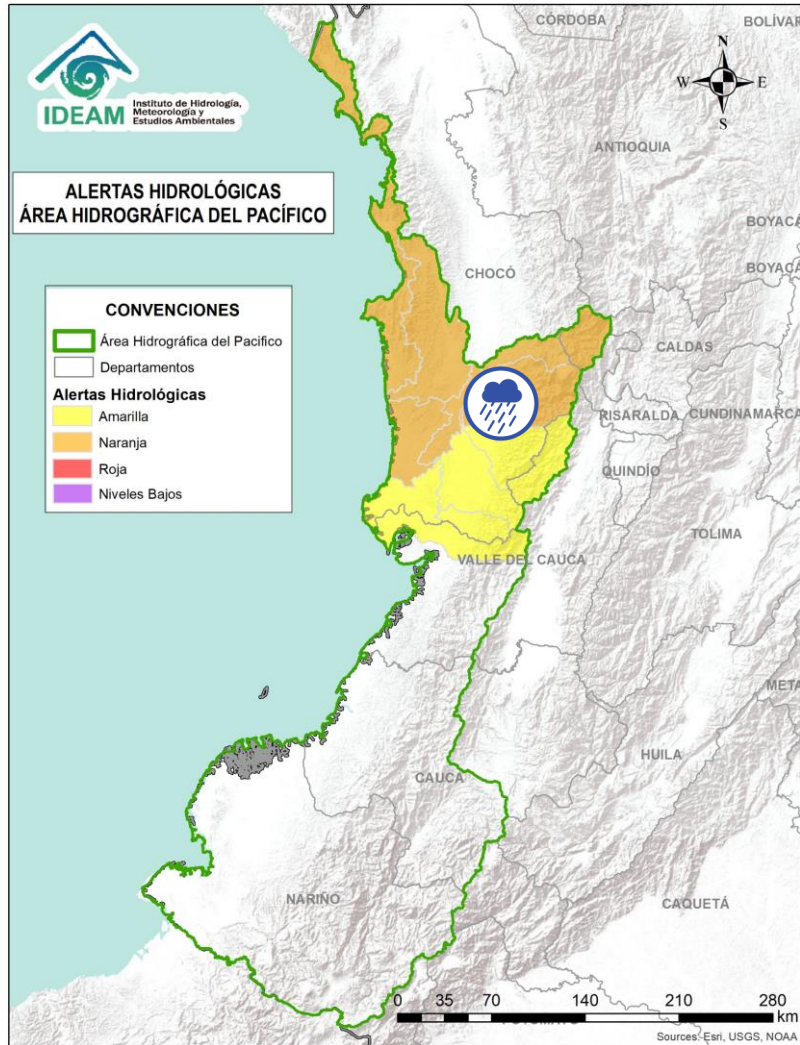 CÓRDOBA
BOLÍVAR
N
W
E
S
IDEAM
Instituto de Hidrología,
Meteorología y
Estudios Ambientales
ANTIOQUIA
ALERTAS HIDROLÓGICAS
ÁREA HIDROGRÁFICA DEL PACÍFICO
BOYACÁ
BOYACÁ
CHOCÓ
CONVENCIONES
Área Hidrográfica del Pacifico
Departamentos
Alertas Hidrológicas
Amarilla
Naranja
Roja
Niveles Bajos
CALDAS
RISARALDA
CUNDINAMARCA
QUINDÍO
TOLIMA
VALLE DEL CAUCA
META
HUILA
CAUCA
NARIÑO
CAQUETÁ
0 35 70 140 210 280
km
Sources: Esri, USGS, NOAA